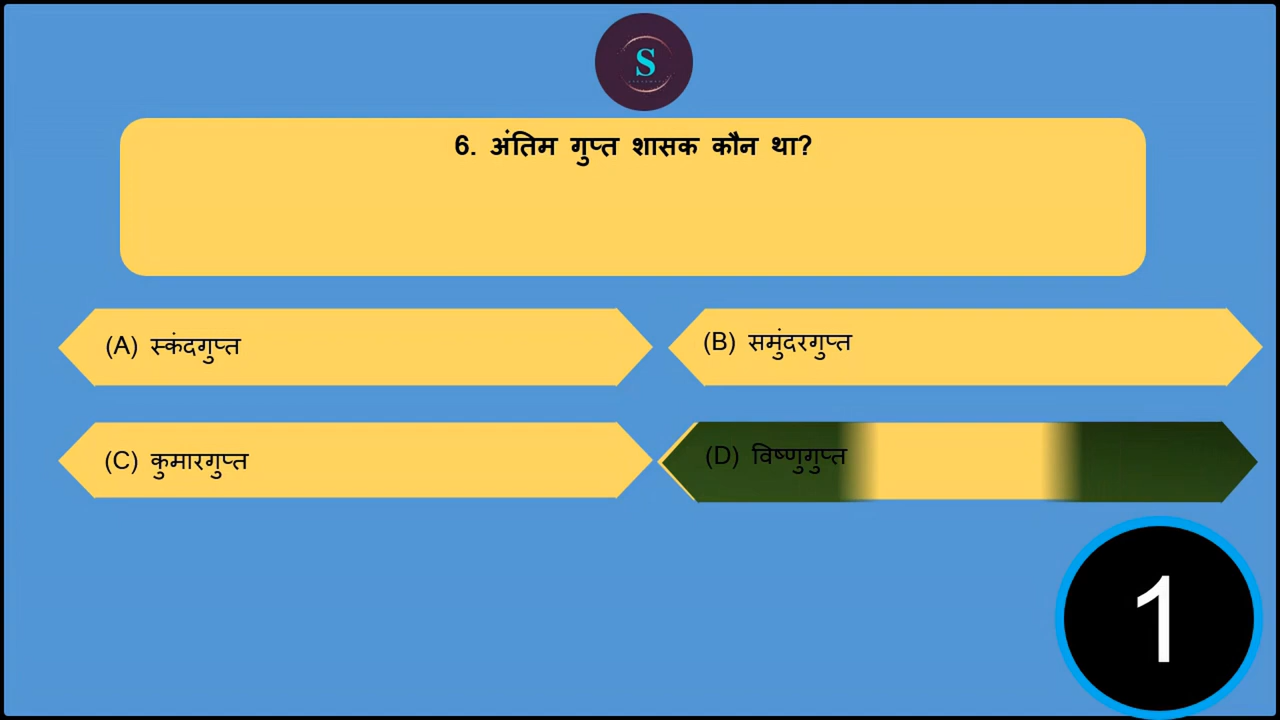 S
6. अंतिम गुप्त शासक कौन था?
(A) स्कंदगुप्त
(B) समुंदरगुप्त
(C) कुमारगुप्त
(D) विष्णुगुप्त
1